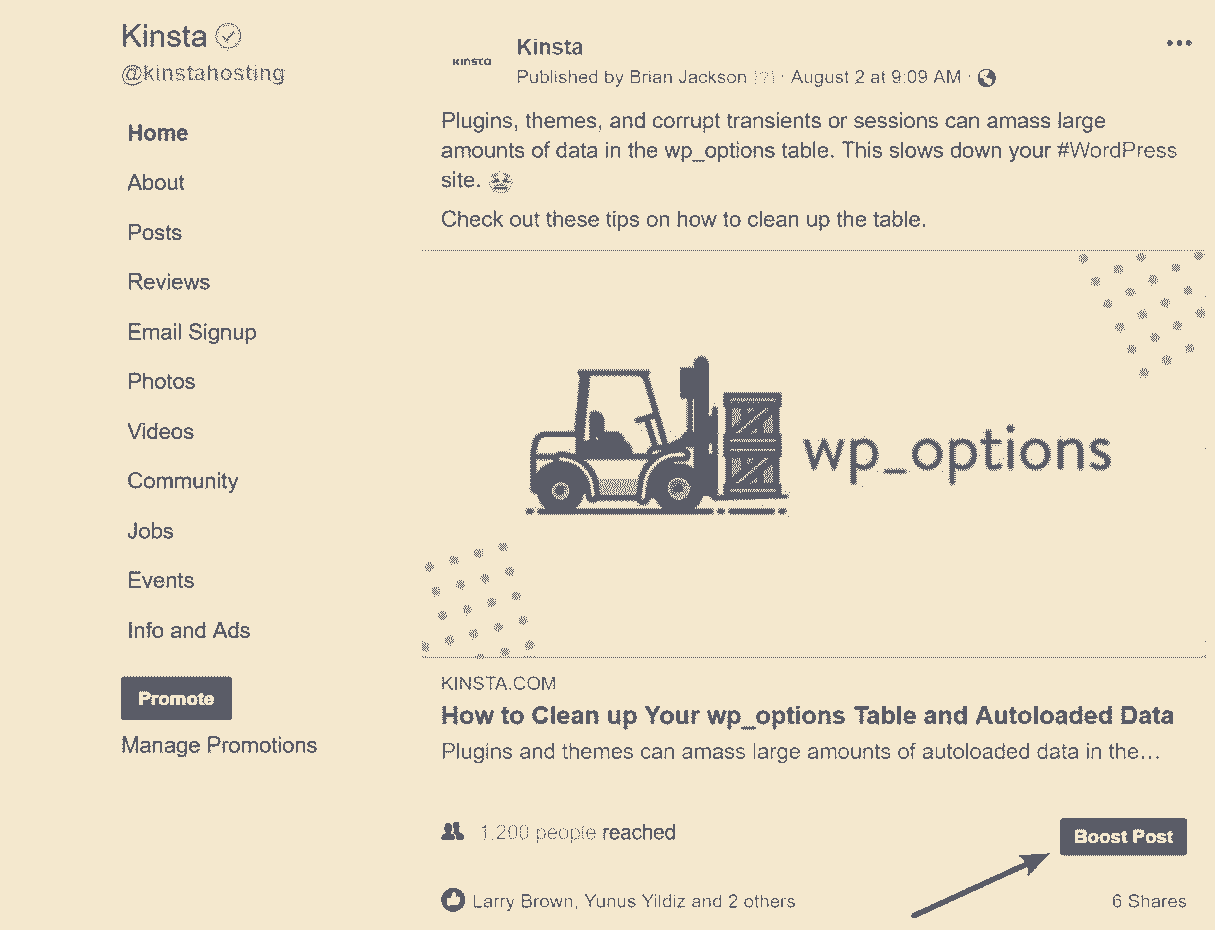 Kinsta
@kinstahosting
Home
About
Posts
Reviews
Email Signup
Photos
Videos
Community
Jobs
Events
Info and Ads
Promote
Manage Promotions
KINSTA
Kinsta
Published by Brian Jackson [?] · August 2 at 9:09 AM ·
Plugins, themes, and corrupt transients or sessions can amass large
amounts of data in the wp_options table. This slows down your #WordPress
site.
Check out these tips on how to clean up the table.
wp_options
KINSTA.COM
How to Clean up Your wp_options Table and Autoloaded Data
Plugins and themes can amass large amounts of autoloaded data in the...
1,200 people reached
Boost Post
Larry Brown, Yunus Yildiz and 2 others
6 Shares